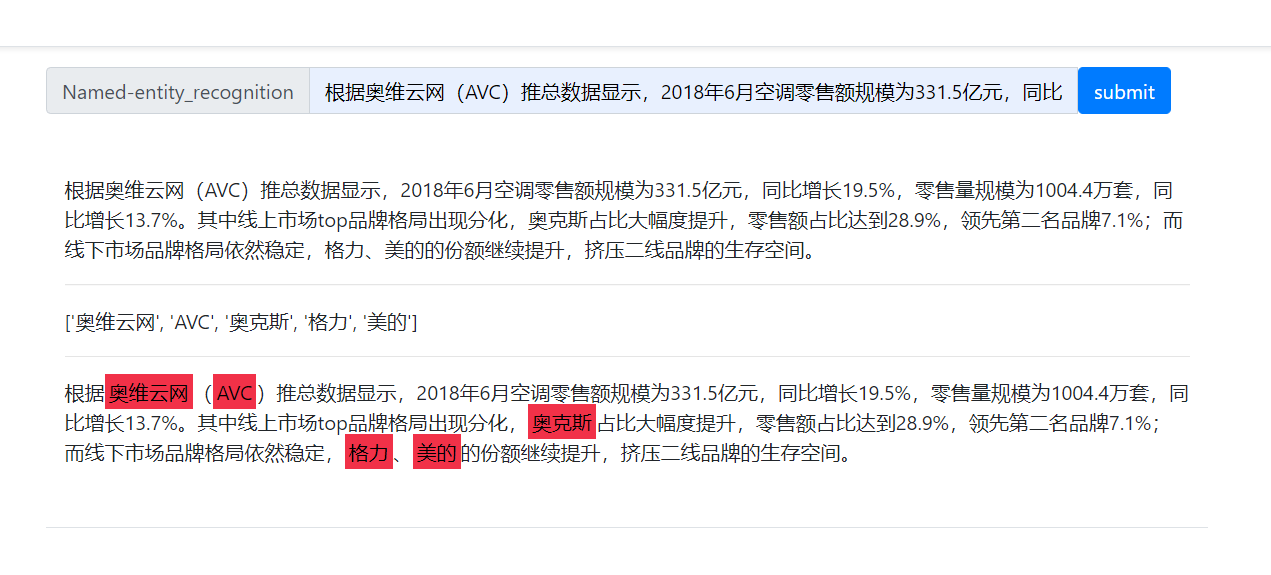 Named-entity_recognition 根据奥维云网（AVC）推总数据显示，2018年6月空调零售额规模为331.5亿元，同比 submit
根据奥维云网（AVC）推总数据显示，2018年6月空调零售额规模为331.5亿元，同比增长19.5%，零售量规模为1004.4万套，同
比增长13.7%。其中线上市场top品牌格局出现分化，奥克斯占比大幅度提升，零售额占比达到28.9%，领先第二名品牌7.1%；而
线下市场品牌格局依然稳定，格力、美的的份额继续提升，挤压二线品牌的生存空间。
['奥维云网', 'AVC', '奥克斯', '格力', '美的']
根据奥维云网（AVC）推总数据显示，2018年6月空调零售额规模为331.5亿元，同比增长19.5%，零售量规模为1004.4万套，同
比增长13.7%。其中线上市场top品牌格局出现分化，奥克斯占比大幅度提升，零售额占比达到28.9%，领先第二名品牌7.1%；
而线下市场品牌格局依然稳定，格力、美的的份额继续提升，挤压二线品牌的生存空间。